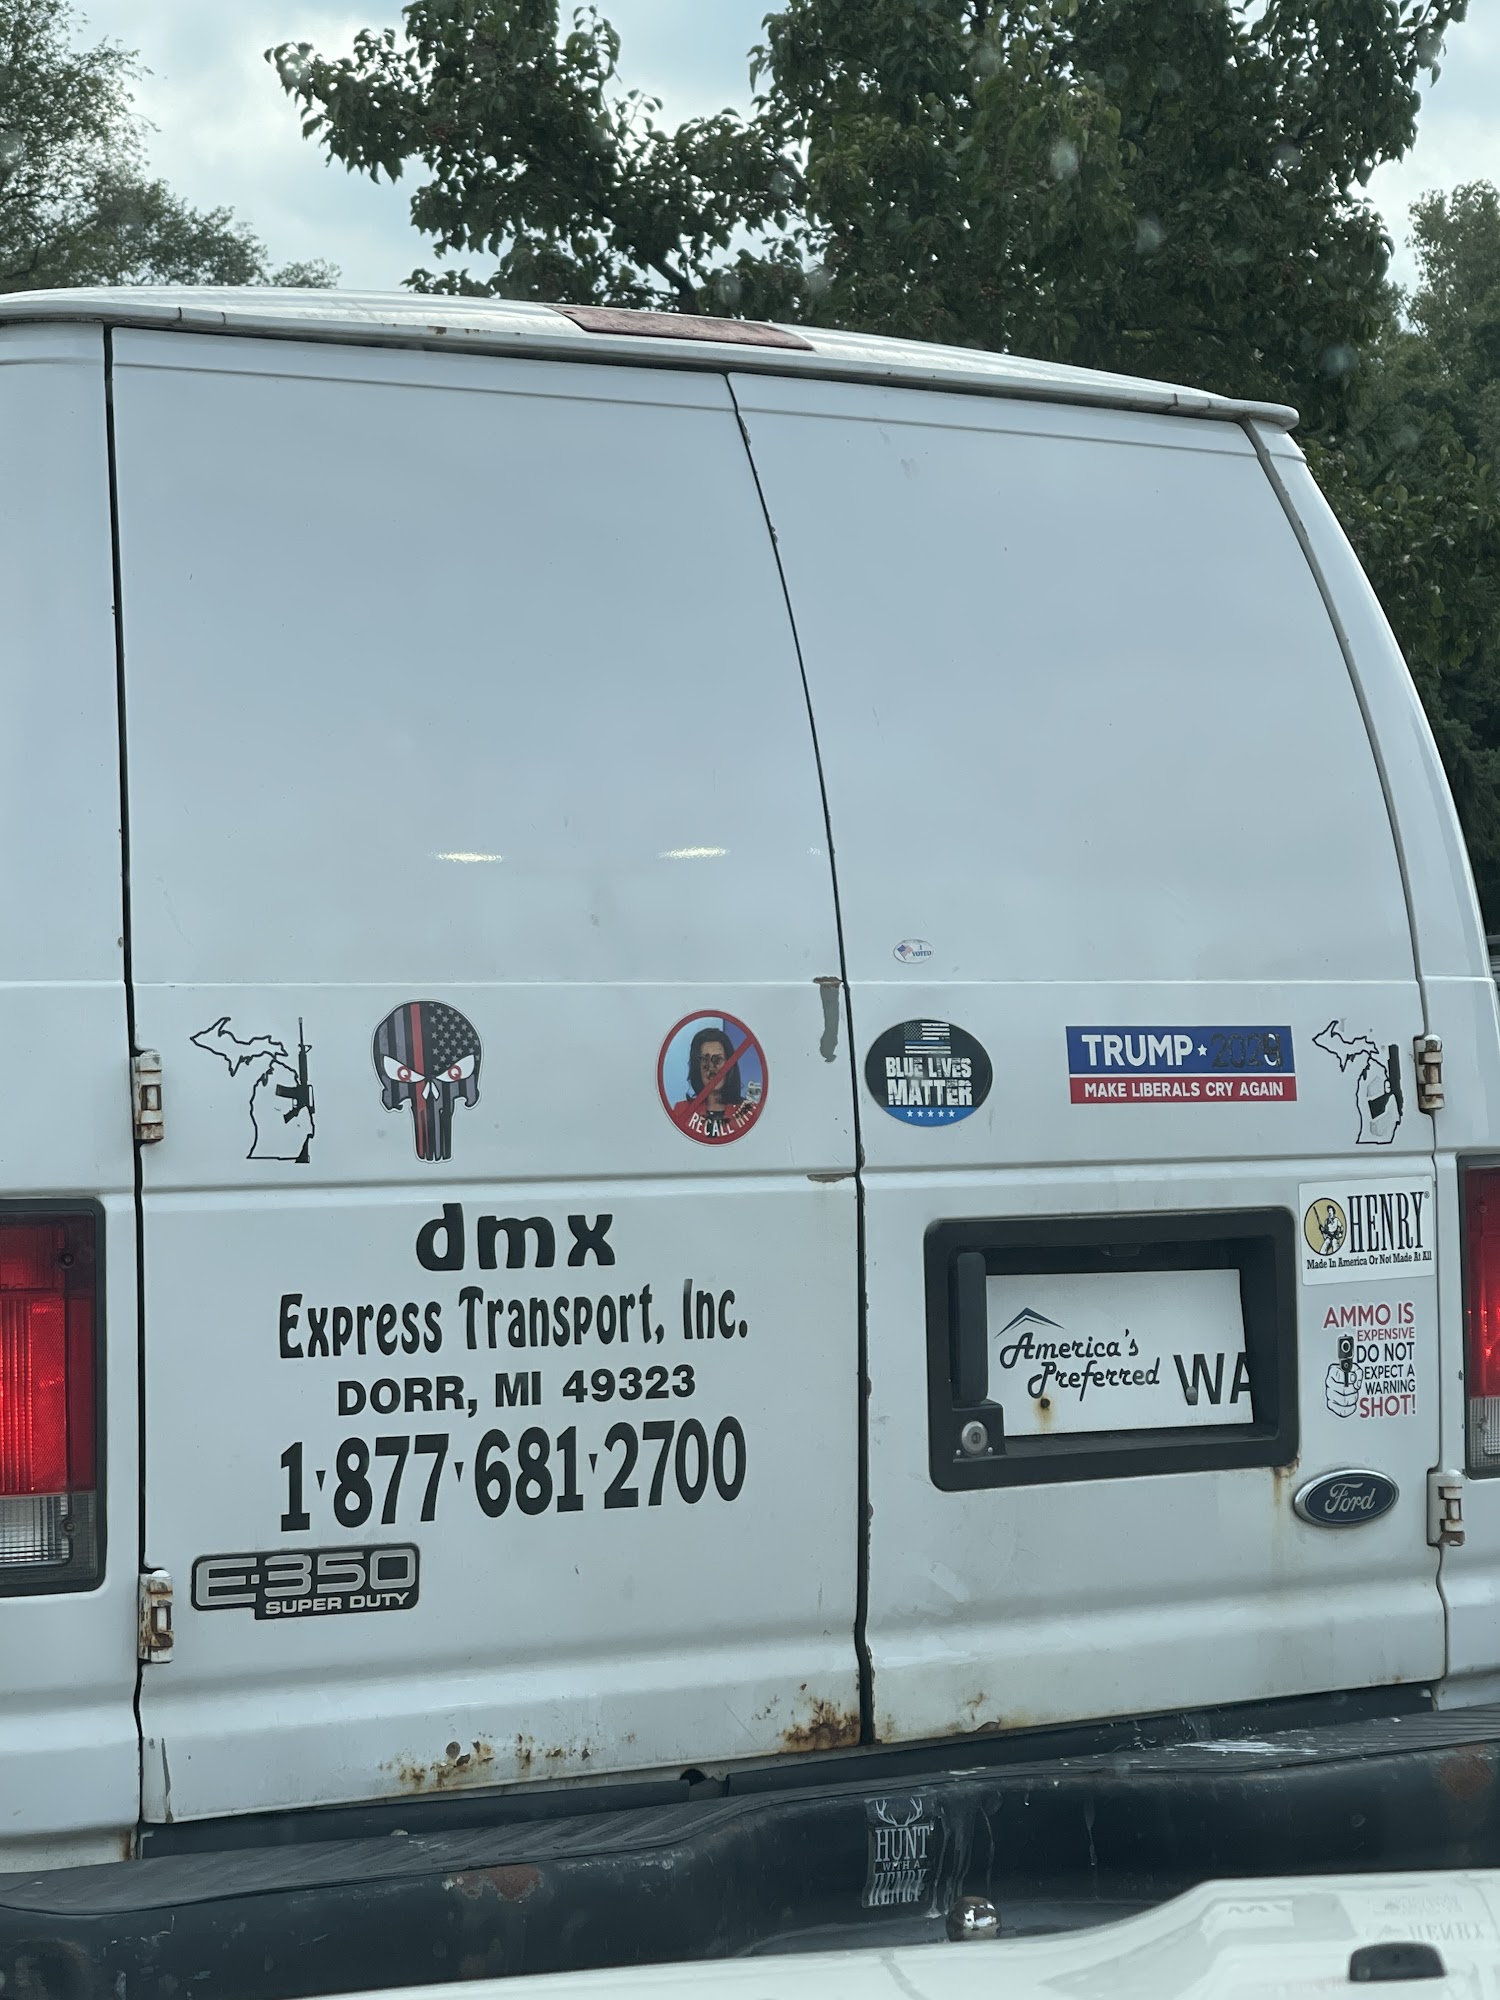 I
VOTED
Q Q
RECALL
BLUE LIVES
MATTER
TRUMP
MAKE LIBERALS CRY AGAIN
dmx
Express Transport, Inc.
DORR, MI 49323
1-877-681-2700
E-350
SUPER DUTY
America's
Preferred
WA
HENRY®
Made In America Or Not Made At All
AMMO IS
EXPENSIVE
DO NOT
EXPECT A
WARNING
SHOT!
Ford
HUNT
WITH A
HENRY